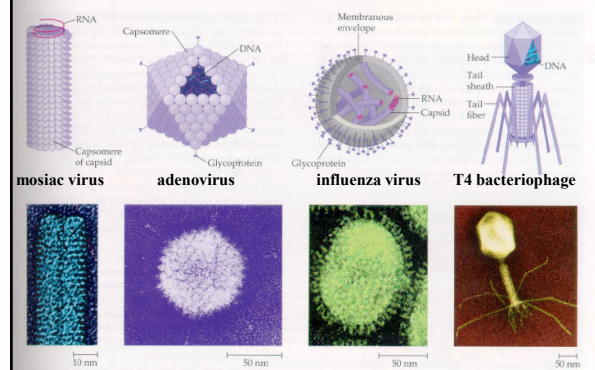 RNA
Capsomere
of capsid
mosiac virus
Capsomere
DNA
Glycoprotein
adenovirus
Membranous
envelope
RNA
Capsid
Glycoprotein
influenza virus
Head
DNA
Tail
sheath
Tail
fiber
T4 bacteriophage
10 nm
50 nm
50 nm
50 nm